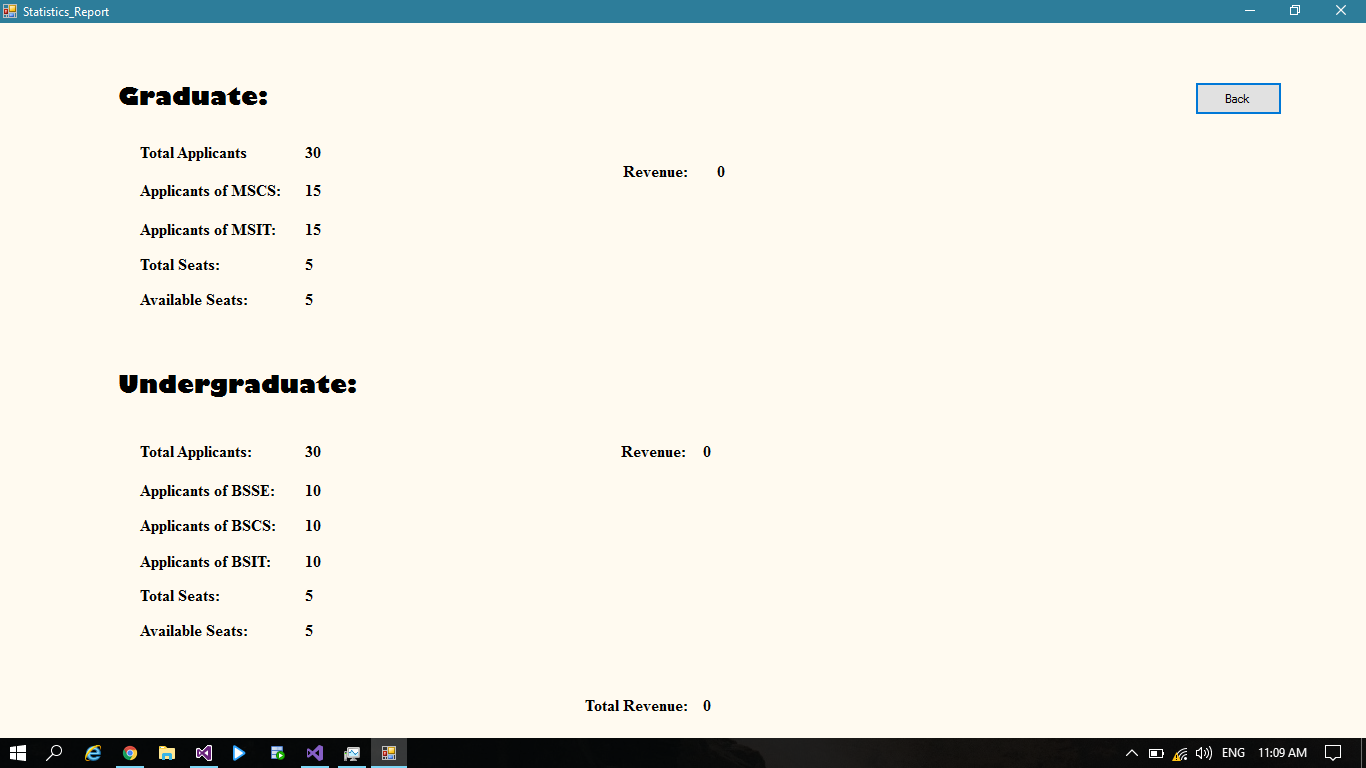 Statistics_Report
Graduate:
Back
Total Applicants 30
Revenue: 0
Applicants of MSCS: 15
Applicants of MSIT: 15
Total Seats: 5
Available Seats: 5
Undergraduate:
Total Applicants: 30
Revenue: 0
Applicants of BSSE: 10
Applicants of BSCS: 10
Applicants of BSIT: 10
Total Seats: 5
Available Seats: 5
Total Revenue: 0
ENG 11:09 AM